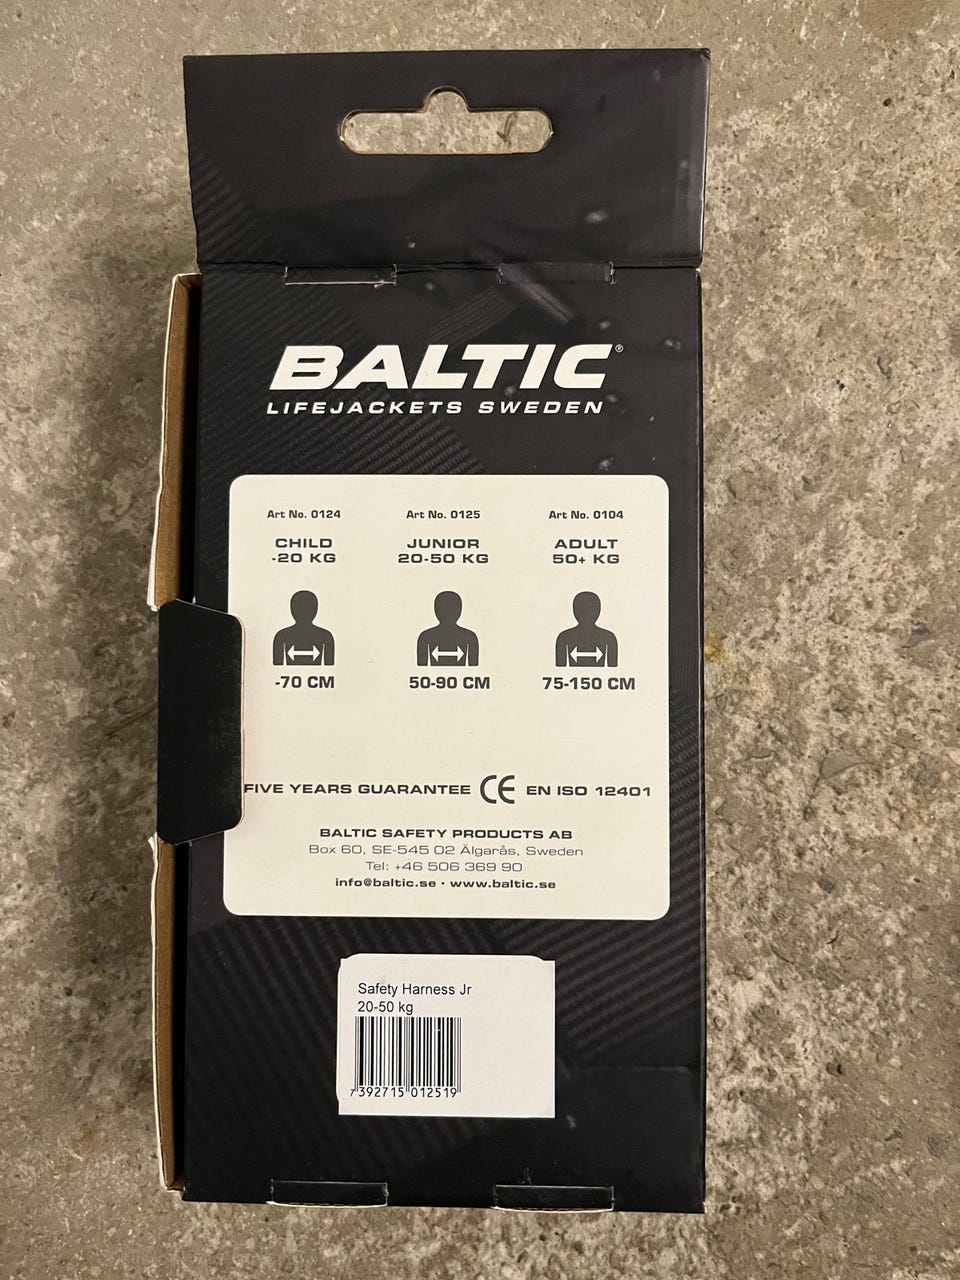 BALTIC®
LIFEJACKETS SWEDEN
Art No. 0124
CHILD
-20 KG
-70 CM
Art No. 0125
JUNIOR
20-50 KG
50-90 CM
Art No. 0104
ADULT
50+ KG
75-150 CM
FIVE YEARS GUARANTEE CE EN ISO 12401
BALTIC SAFETY PRODUCTS AB
Box 60, SE-545 02 Älgarås, Sweden
Tel: +46 506 369 90
info@baltic.se · www.baltic.se
Safety Harness Jr
20-50 kg
7 392715 012519